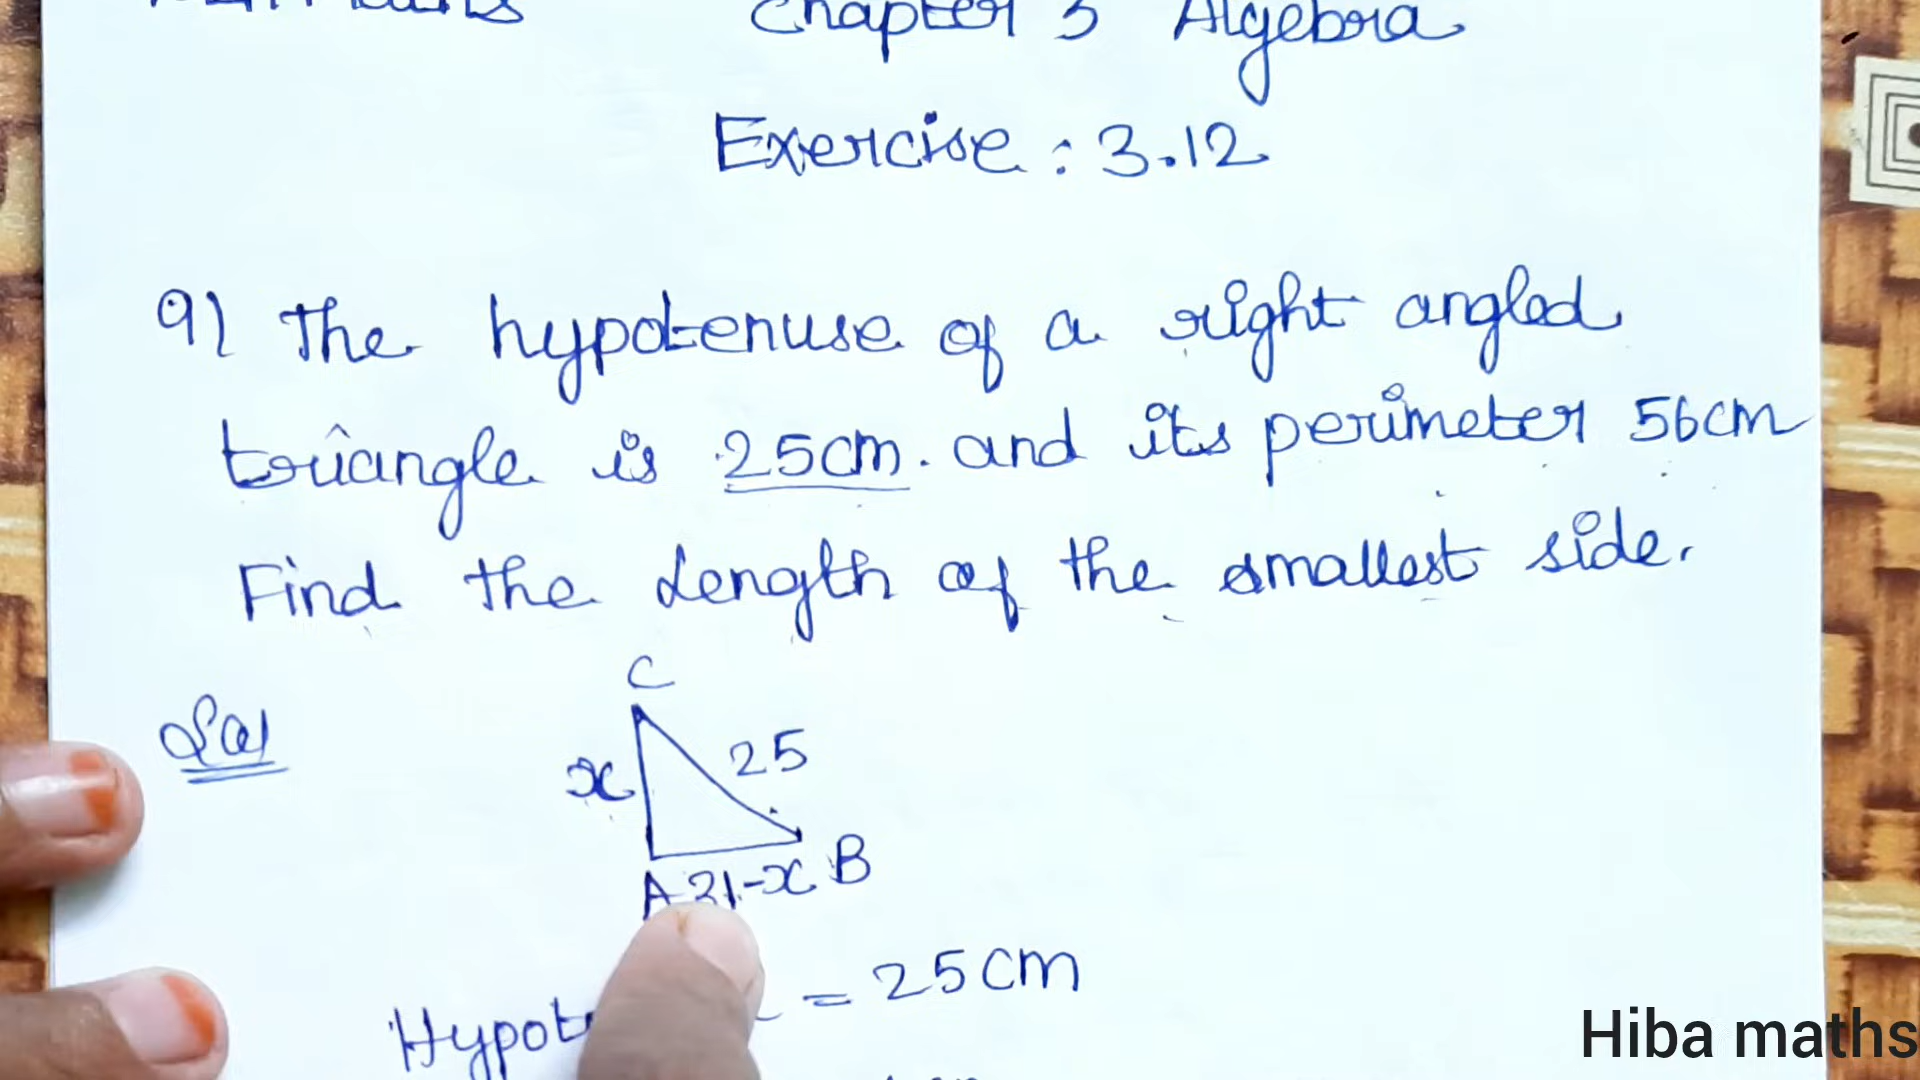 Chapter 3 Algebra
Exercise : 3.12
9) The hypotenuse of a right angled
triangle is 25cm. and its perimeter 56cm
Find the Length of the smallest side.
C
Sol
x 25
A 31-x B
= 25cm
Hiba maths